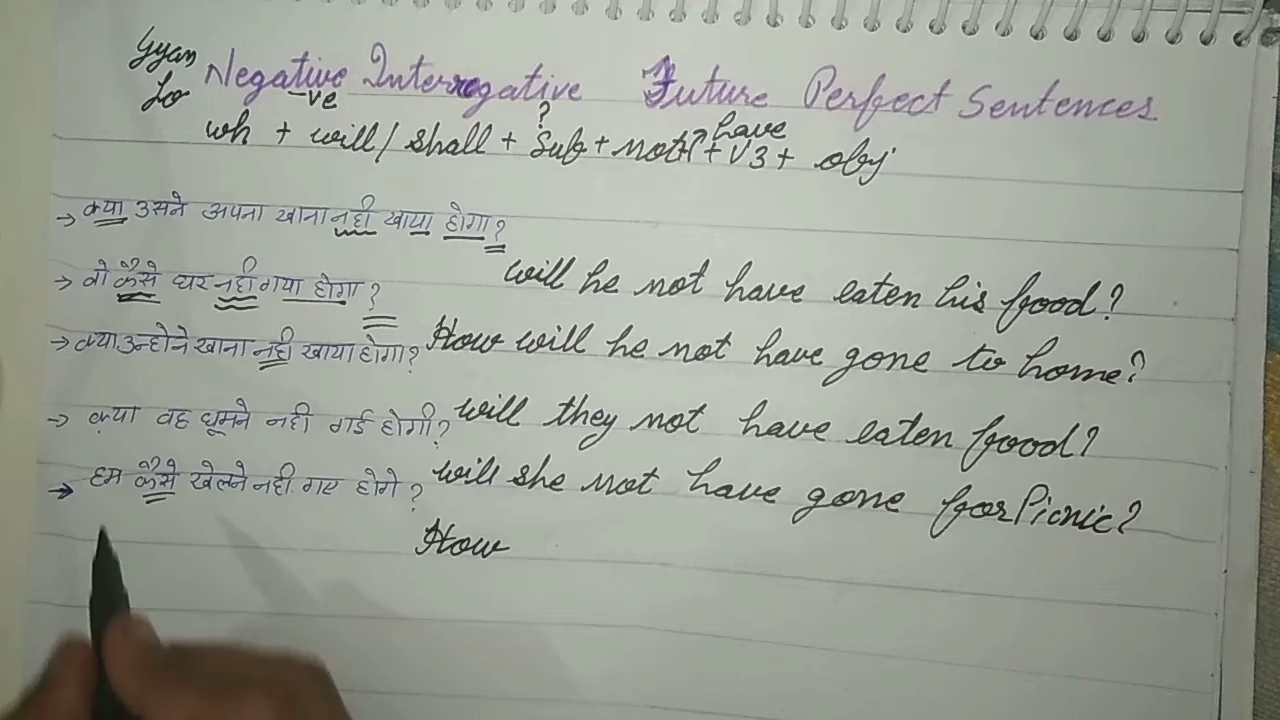 Gyan
Lo
Negative Interrogative Future Perfect Sentences
-ve ?
wh + will / shall + Sub + not + have + V3 + obj
→ क्या उसने अपना खाना नही खाया होगा?
will he not have eaten his food?
→ वो कैसे घर नही गया होगा?
How will he not have gone to home?
→ क्या उन्होने खाना नही खाया होगा?
will they not have eaten food?
→ क्या वह घूमने नही गई होगी?
will she not have gone for Picnic?
→ हम कैसे खेलने नही गए होगे?
How